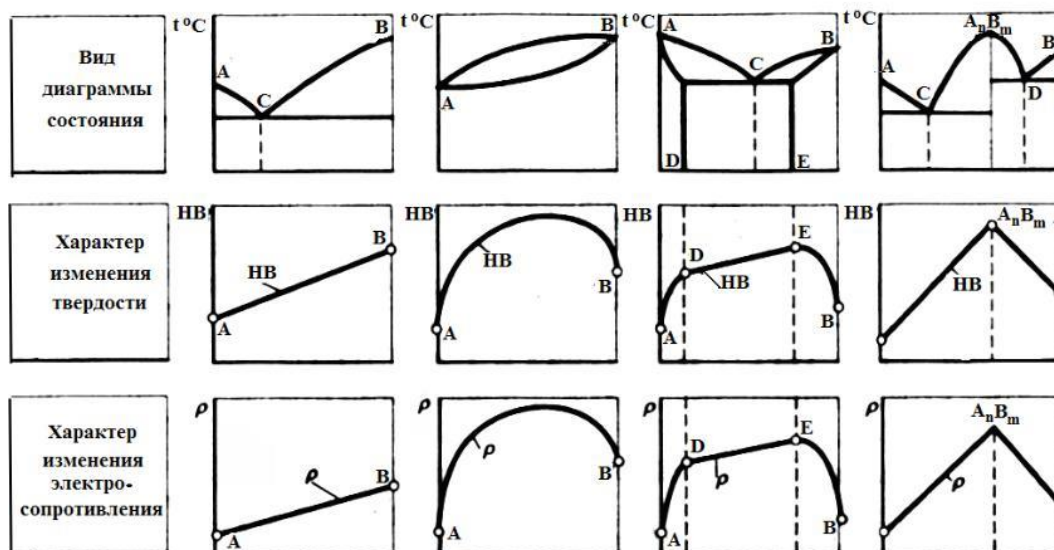 t °C
B
t °C
B
t °C
A
B
t °C
AnBm
B
Вид
диаграммы
состояния
A
C
A
C
D
E
A
C
D
HB
B
HB
HB
HB
AnBm
Характер
изменения
твердости
HB
A
HB
B
A
D
E
HB
A
B
HB
ρ
ρ
ρ
ρ
AnBm
Характер
изменения
электро-
сопротивления
ρ
B
A
ρ
B
A
D
E
ρ
A
B
ρ